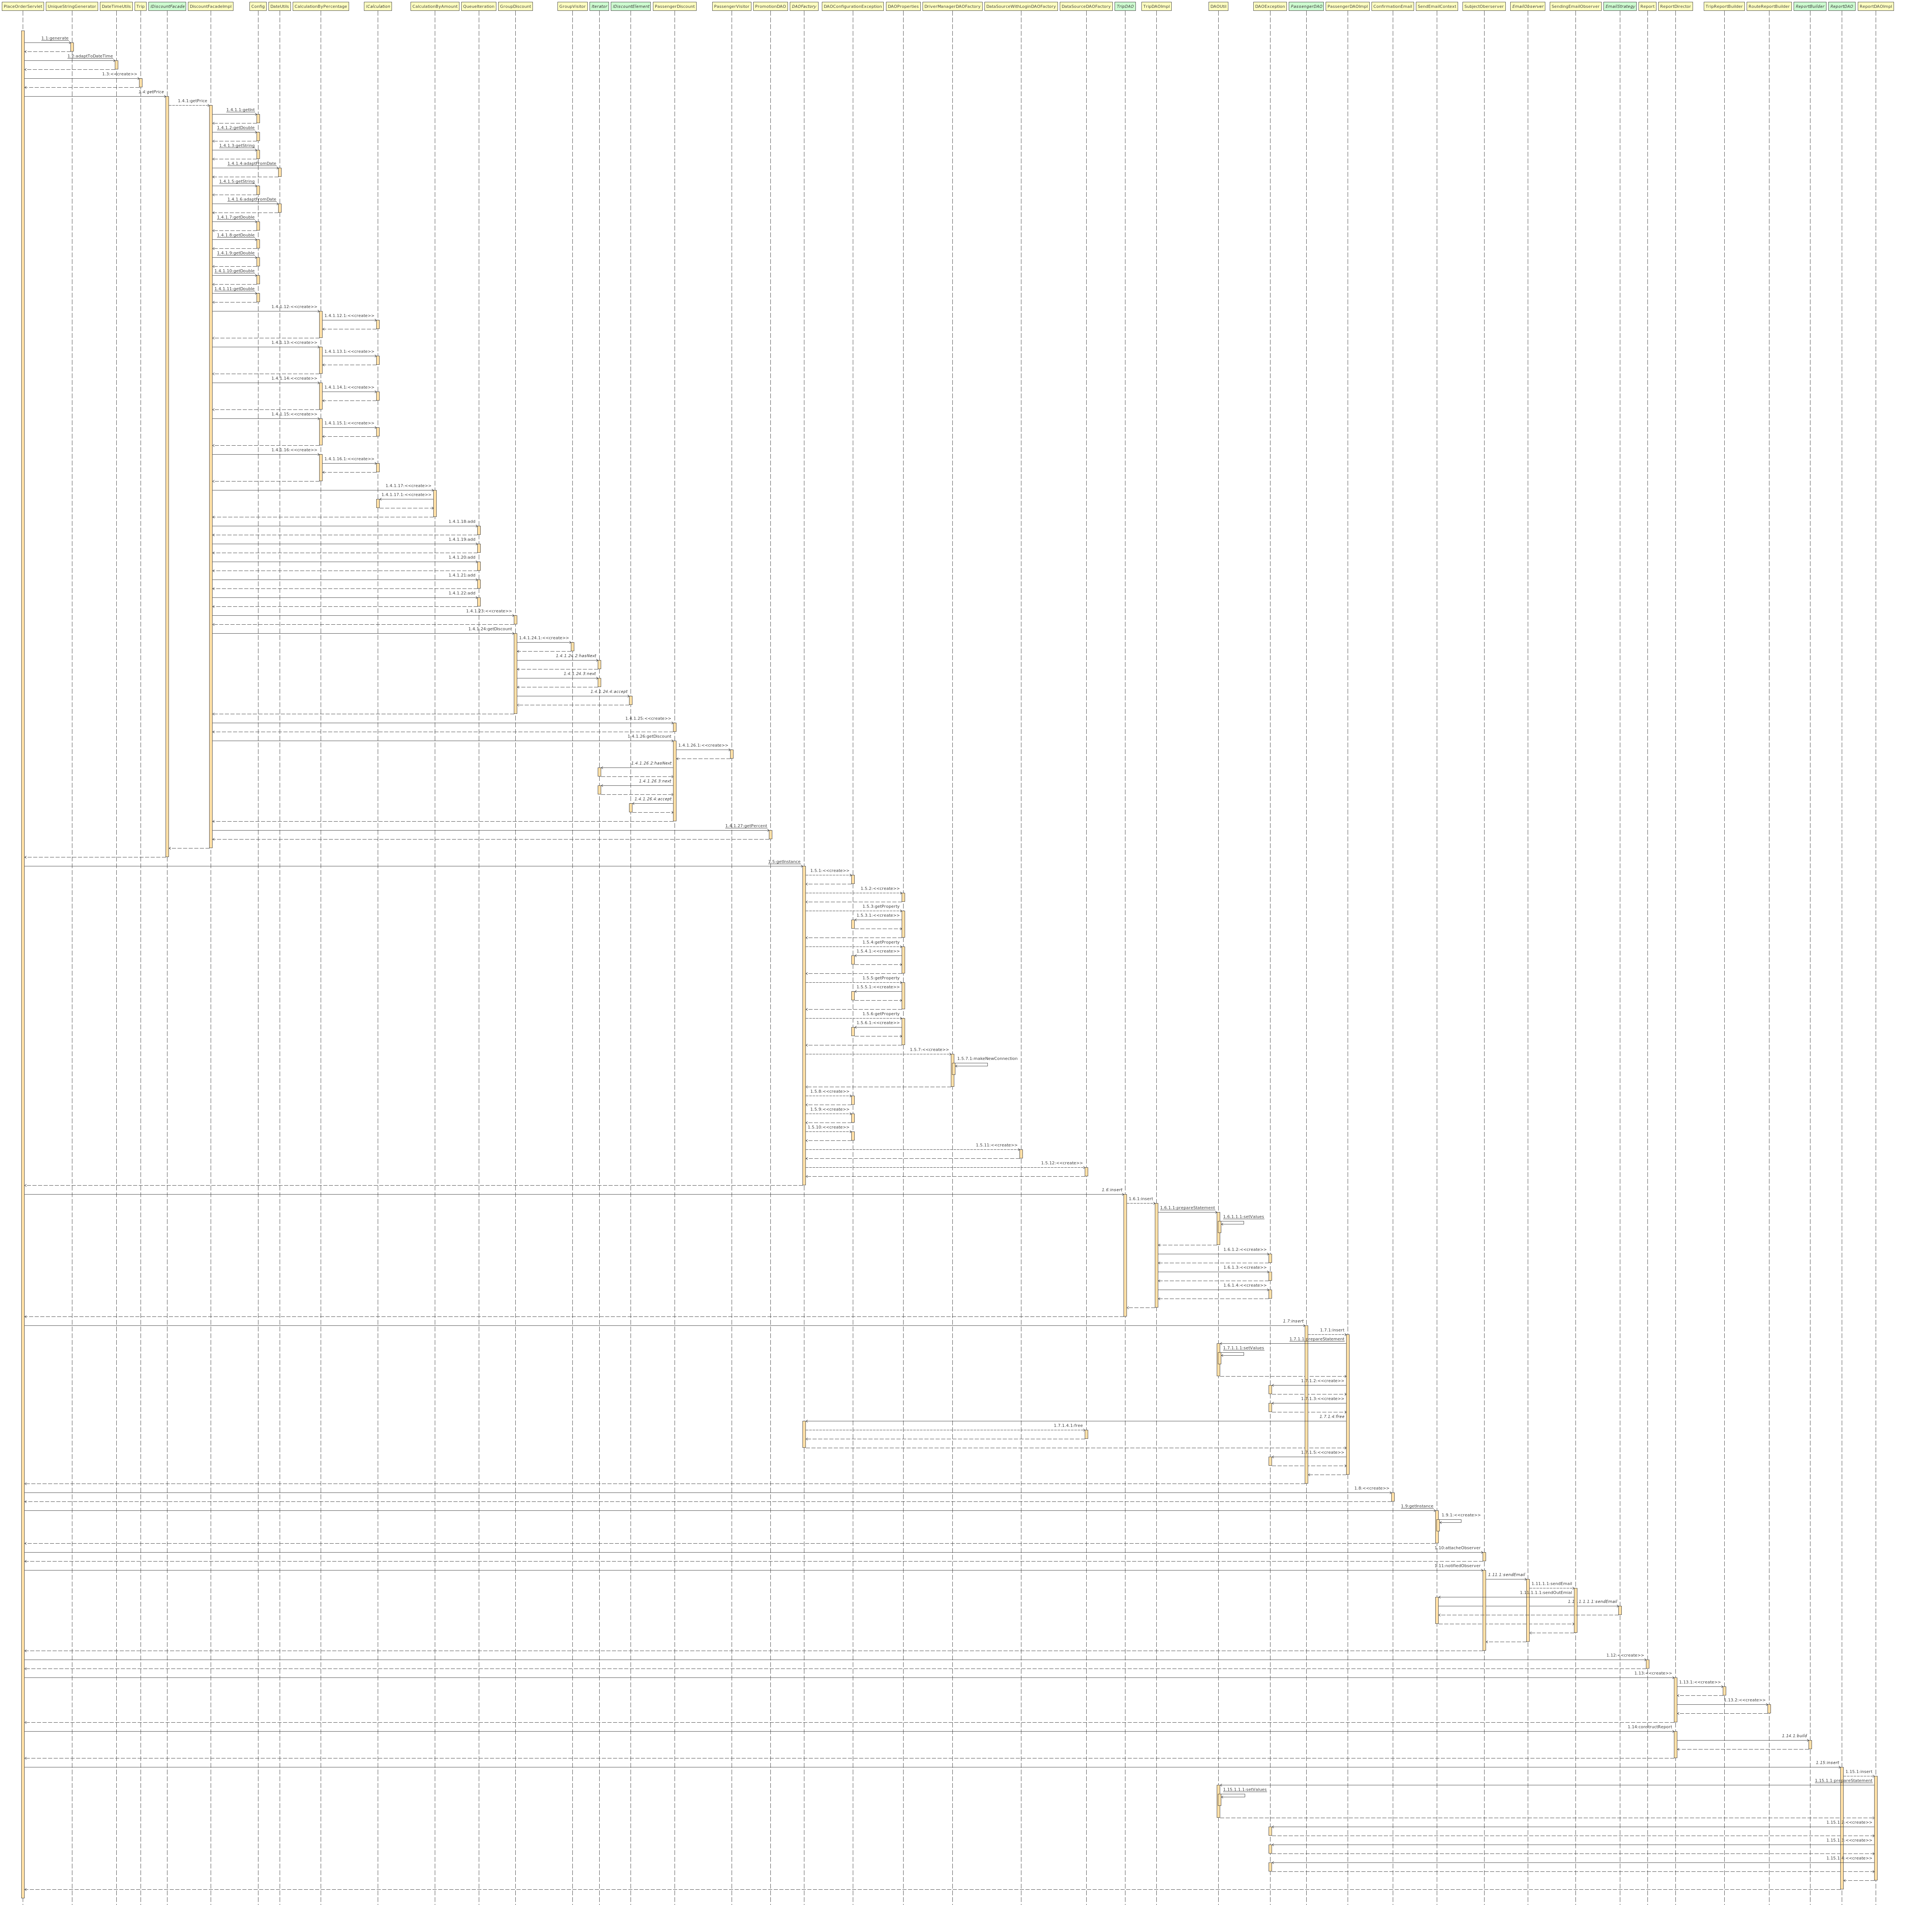 PlaceOrderServlet UniqueStringGenerator DateTimeUtils Trip IDiscountFacade DiscountFacadeImpl Config DateUtils CalculationByPercentage ICalculation CalculationByAmount QueueIteration GroupDiscount GroupVisitor Iterator IDiscountElement PassengerDiscount PassengerVisitor PromotionDAO DAOFactory DAOConfigurationException DAOProperties DriverManagerDAOFactory DataSourceWithLoginDAOFactory DataSourceDAOFactory TripDAO TripDAOImpl DAOUtil DAOException PassengerDAO PassengerDAOImpl ConfirmationEmail SendEmailContext SubjectOberserver EmailObserver SendingEmailObserver EmailStrategy Report ReportDirector TripReportBuilder RouteReportBuilder ReportBuilder ReportDAO ReportDAOImpl
1.1:generate
1.2:adaptToDateTime
1.3:<<create>>
1.4:getPrice
1.4.1:getPrice
1.4.1.1:getInt
1.4.1.2:getDouble
1.4.1.3:getString
1.4.1.4:adaptFromDate
1.4.1.5:getString
1.4.1.6:adaptFromDate
1.4.1.7:getDouble
1.4.1.8:getDouble
1.4.1.9:getDouble
1.4.1.10:getDouble
1.4.1.11:getDouble
1.4.1.12:<<create>>
1.4.1.12.1:<<create>>
1.4.1.13:<<create>>
1.4.1.13.1:<<create>>
1.4.1.14:<<create>>
1.4.1.14.1:<<create>>
1.4.1.15:<<create>>
1.4.1.15.1:<<create>>
1.4.1.16:<<create>>
1.4.1.16.1:<<create>>
1.4.1.17:<<create>>
1.4.1.17.1:<<create>>
1.4.1.18:add
1.4.1.19:add
1.4.1.20:add
1.4.1.21:add
1.4.1.22:add
1.4.1.23:<<create>>
1.4.1.24:getDiscount
1.4.1.24.1:<<create>>
1.4.1.24.2:hasNext
1.4.1.24.3:next
1.4.1.24.4:accept
1.4.1.25:<<create>>
1.4.1.26:getDiscount
1.4.1.26.1:<<create>>
1.4.1.26.2:hasNext
1.4.1.26.3:next
1.4.1.26.4:accept
1.4.1.27:getPercent
1.5:getInstance
1.5.1:<<create>>
1.5.2:<<create>>
1.5.3:getProperty
1.5.3.1:<<create>>
1.5.4:getProperty
1.5.4.1:<<create>>
1.5.5:getProperty
1.5.5.1:<<create>>
1.5.6:getProperty
1.5.6.1:<<create>>
1.5.7:<<create>>
1.5.7.1:makeNewConnection
1.5.8:<<create>>
1.5.9:<<create>>
1.5.10:<<create>>
1.5.11:<<create>>
1.5.12:<<create>>
1.6:insert
1.6.1:insert
1.6.1.1:prepareStatement
1.6.1.1.1:setValues
1.6.1.2:<<create>>
1.6.1.3:<<create>>
1.6.1.4:<<create>>
1.7:insert
1.7.1:insert
1.7.1.1:prepareStatement
1.7.1.1.1:setValues
1.7.1.2:<<create>>
1.7.1.3:<<create>>
1.7.1.4:free
1.7.1.4.1:free
1.7.1.5:<<create>>
1.8:<<create>>
1.9:getInstance
1.9.1:<<create>>
1.10:attacheObserver
1.11:notifiedObserver
1.11.1:sendEmail
1.11.1.1:sendEmail
1.11.1.1.1:sendOutEmial
1.11.1.1.1.1:sendEmail
1.12:<<create>>
1.13:<<create>>
1.13.1:<<create>>
1.13.2:<<create>>
1.14:constructReport
1.14.1:build
1.15:insert
1.15.1:insert
1.15.1.1:prepareStatement
1.15.1.1.1:setValues
1.15.1.2:<<create>>
1.15.1.3:<<create>>
1.15.1.4:<<create>>